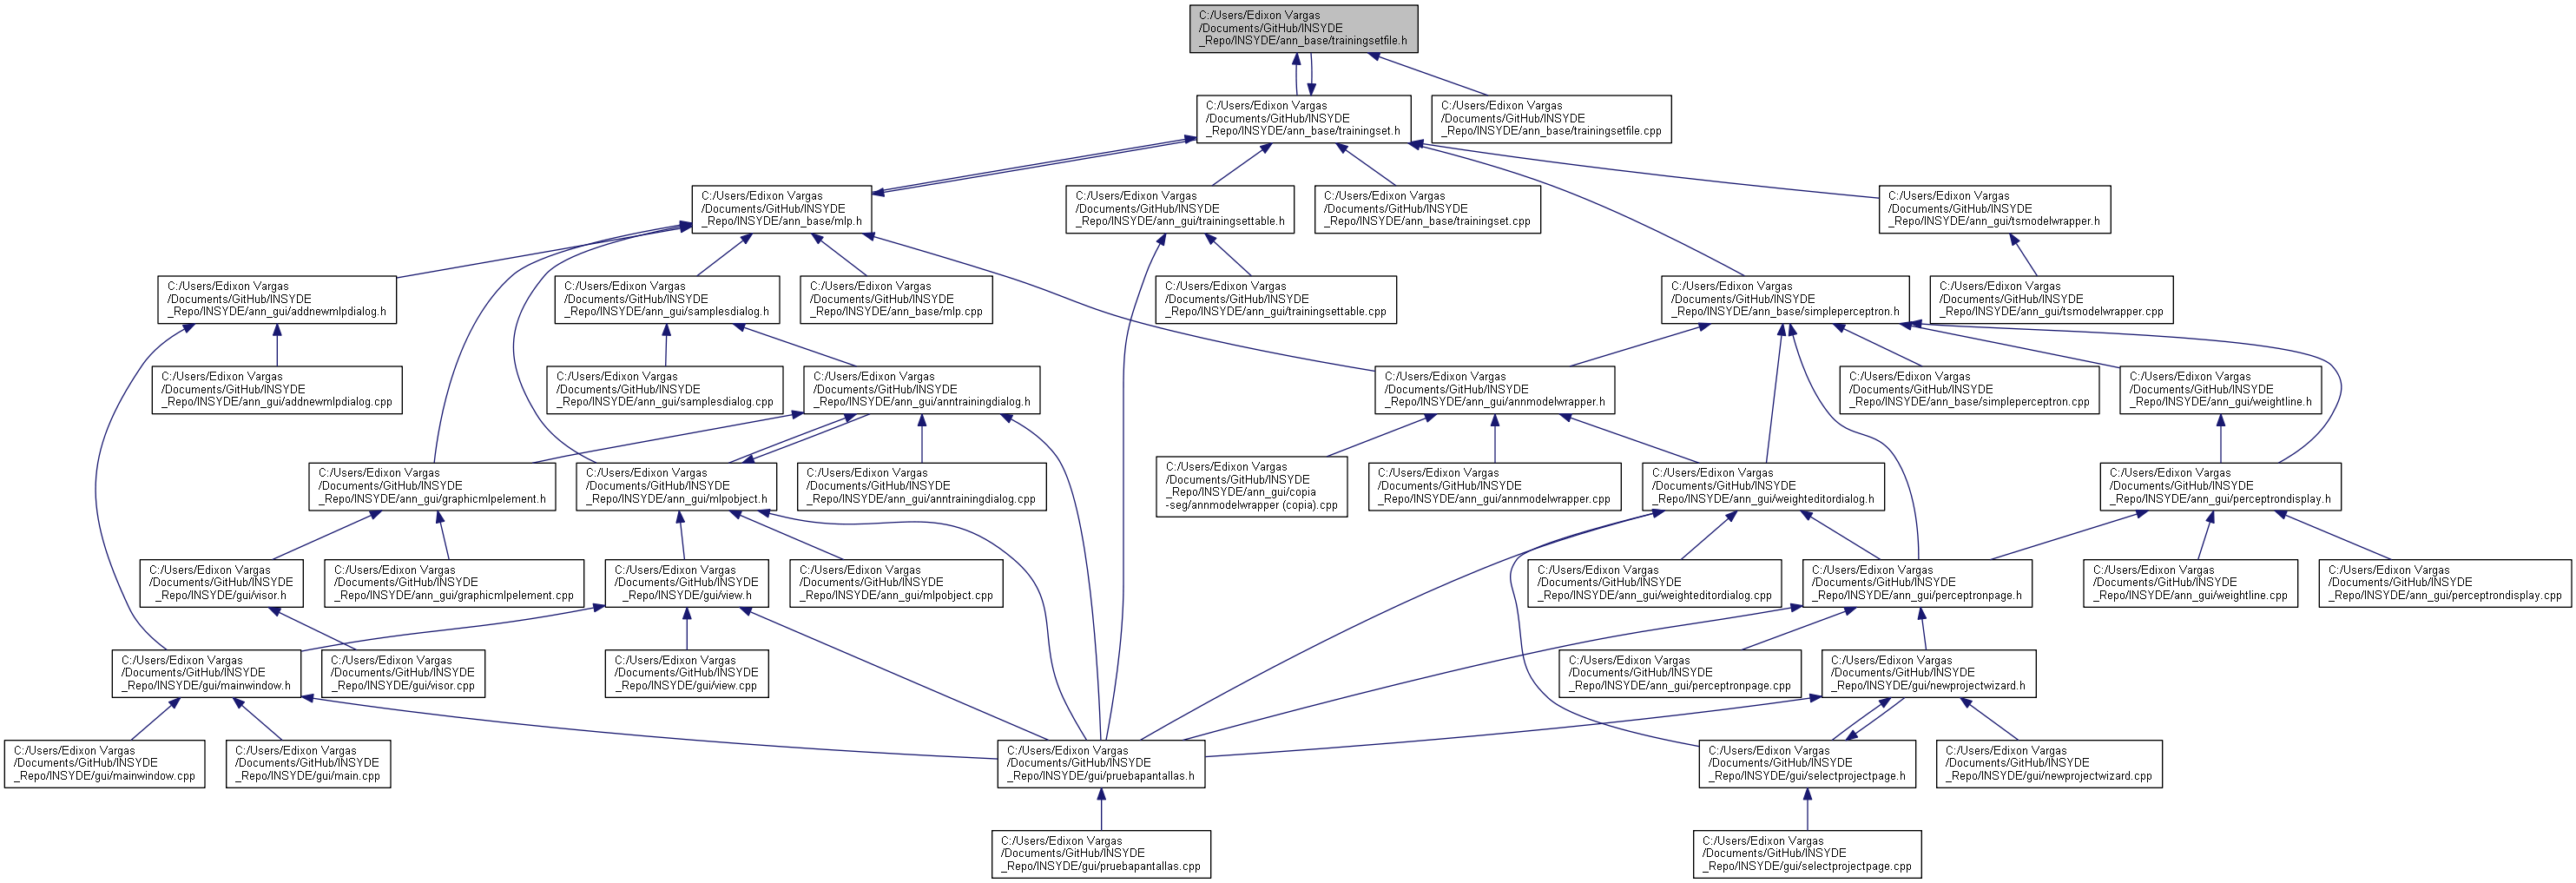 C:/Users/Edixon Vargas
/Documents/GitHub/INSYDE
_Repo/INSYDE/ann_base/trainingsetfile.h
C:/Users/Edixon Vargas
/Documents/GitHub/INSYDE
_Repo/INSYDE/ann_base/trainingset.h
C:/Users/Edixon Vargas
/Documents/GitHub/INSYDE
_Repo/INSYDE/ann_base/trainingsetfile.cpp
C:/Users/Edixon Vargas
/Documents/GitHub/INSYDE
_Repo/INSYDE/ann_base/mlp.h
C:/Users/Edixon Vargas
/Documents/GitHub/INSYDE
_Repo/INSYDE/ann_gui/trainingsettable.h
C:/Users/Edixon Vargas
/Documents/GitHub/INSYDE
_Repo/INSYDE/ann_base/trainingset.cpp
C:/Users/Edixon Vargas
/Documents/GitHub/INSYDE
_Repo/INSYDE/ann_gui/tsmodelwrapper.h
C:/Users/Edixon Vargas
/Documents/GitHub/INSYDE
_Repo/INSYDE/ann_gui/addnewmlpdialog.h
C:/Users/Edixon Vargas
/Documents/GitHub/INSYDE
_Repo/INSYDE/ann_gui/samplesdialog.h
C:/Users/Edixon Vargas
/Documents/GitHub/INSYDE
_Repo/INSYDE/ann_base/mlp.cpp
C:/Users/Edixon Vargas
/Documents/GitHub/INSYDE
_Repo/INSYDE/ann_gui/trainingsettable.cpp
C:/Users/Edixon Vargas
/Documents/GitHub/INSYDE
_Repo/INSYDE/ann_base/simpleperceptron.h
C:/Users/Edixon Vargas
/Documents/GitHub/INSYDE
_Repo/INSYDE/ann_gui/tsmodelwrapper.cpp
C:/Users/Edixon Vargas
/Documents/GitHub/INSYDE
_Repo/INSYDE/ann_gui/addnewmlpdialog.cpp
C:/Users/Edixon Vargas
/Documents/GitHub/INSYDE
_Repo/INSYDE/ann_gui/samplesdialog.cpp
C:/Users/Edixon Vargas
/Documents/GitHub/INSYDE
_Repo/INSYDE/ann_gui/anntrainingdialog.h
C:/Users/Edixon Vargas
/Documents/GitHub/INSYDE
_Repo/INSYDE/ann_gui/annmodelwrapper.h
C:/Users/Edixon Vargas
/Documents/GitHub/INSYDE
_Repo/INSYDE/ann_base/simpleperceptron.cpp
C:/Users/Edixon Vargas
/Documents/GitHub/INSYDE
_Repo/INSYDE/ann_gui/weightline.h
C:/Users/Edixon Vargas
/Documents/GitHub/INSYDE
_Repo/INSYDE/ann_gui/graphicmlpelement.h
C:/Users/Edixon Vargas
/Documents/GitHub/INSYDE
_Repo/INSYDE/ann_gui/mlpobject.h
C:/Users/Edixon Vargas
/Documents/GitHub/INSYDE
_Repo/INSYDE/ann_gui/anntrainingdialog.cpp
C:/Users/Edixon Vargas
/Documents/GitHub/INSYDE
_Repo/INSYDE/ann_gui/copia
-seg/annmodelwrapper (copia).cpp
C:/Users/Edixon Vargas
/Documents/GitHub/INSYDE
_Repo/INSYDE/ann_gui/annmodelwrapper.cpp
C:/Users/Edixon Vargas
/Documents/GitHub/INSYDE
_Repo/INSYDE/ann_gui/weighteditordialog.h
C:/Users/Edixon Vargas
/Documents/GitHub/INSYDE
_Repo/INSYDE/ann_gui/perceptrondisplay.h
C:/Users/Edixon Vargas
/Documents/GitHub/INSYDE
_Repo/INSYDE/gui/visor.h
C:/Users/Edixon Vargas
/Documents/GitHub/INSYDE
_Repo/INSYDE/ann_gui/graphicmlpelement.cpp
C:/Users/Edixon Vargas
/Documents/GitHub/INSYDE
_Repo/INSYDE/gui/view.h
C:/Users/Edixon Vargas
/Documents/GitHub/INSYDE
_Repo/INSYDE/ann_gui/mlpobject.cpp
C:/Users/Edixon Vargas
/Documents/GitHub/INSYDE
_Repo/INSYDE/ann_gui/weighteditordialog.cpp
C:/Users/Edixon Vargas
/Documents/GitHub/INSYDE
_Repo/INSYDE/ann_gui/perceptronpage.h
C:/Users/Edixon Vargas
/Documents/GitHub/INSYDE
_Repo/INSYDE/ann_gui/weightline.cpp
C:/Users/Edixon Vargas
/Documents/GitHub/INSYDE
_Repo/INSYDE/ann_gui/perceptrondisplay.cpp
C:/Users/Edixon Vargas
/Documents/GitHub/INSYDE
_Repo/INSYDE/gui/mainwindow.h
C:/Users/Edixon Vargas
/Documents/GitHub/INSYDE
_Repo/INSYDE/gui/visor.cpp
C:/Users/Edixon Vargas
/Documents/GitHub/INSYDE
_Repo/INSYDE/gui/view.cpp
C:/Users/Edixon Vargas
/Documents/GitHub/INSYDE
_Repo/INSYDE/ann_gui/perceptronpage.cpp
C:/Users/Edixon Vargas
/Documents/GitHub/INSYDE
_Repo/INSYDE/gui/newprojectwizard.h
C:/Users/Edixon Vargas
/Documents/GitHub/INSYDE
_Repo/INSYDE/gui/mainwindow.cpp
C:/Users/Edixon Vargas
/Documents/GitHub/INSYDE
_Repo/INSYDE/gui/main.cpp
C:/Users/Edixon Vargas
/Documents/GitHub/INSYDE
_Repo/INSYDE/gui/pruebapantallas.h
C:/Users/Edixon Vargas
/Documents/GitHub/INSYDE
_Repo/INSYDE/gui/selectprojectpage.h
C:/Users/Edixon Vargas
/Documents/GitHub/INSYDE
_Repo/INSYDE/gui/newprojectwizard.cpp
C:/Users/Edixon Vargas
/Documents/GitHub/INSYDE
_Repo/INSYDE/gui/pruebapantallas.cpp
C:/Users/Edixon Vargas
/Documents/GitHub/INSYDE
_Repo/INSYDE/gui/selectprojectpage.cpp